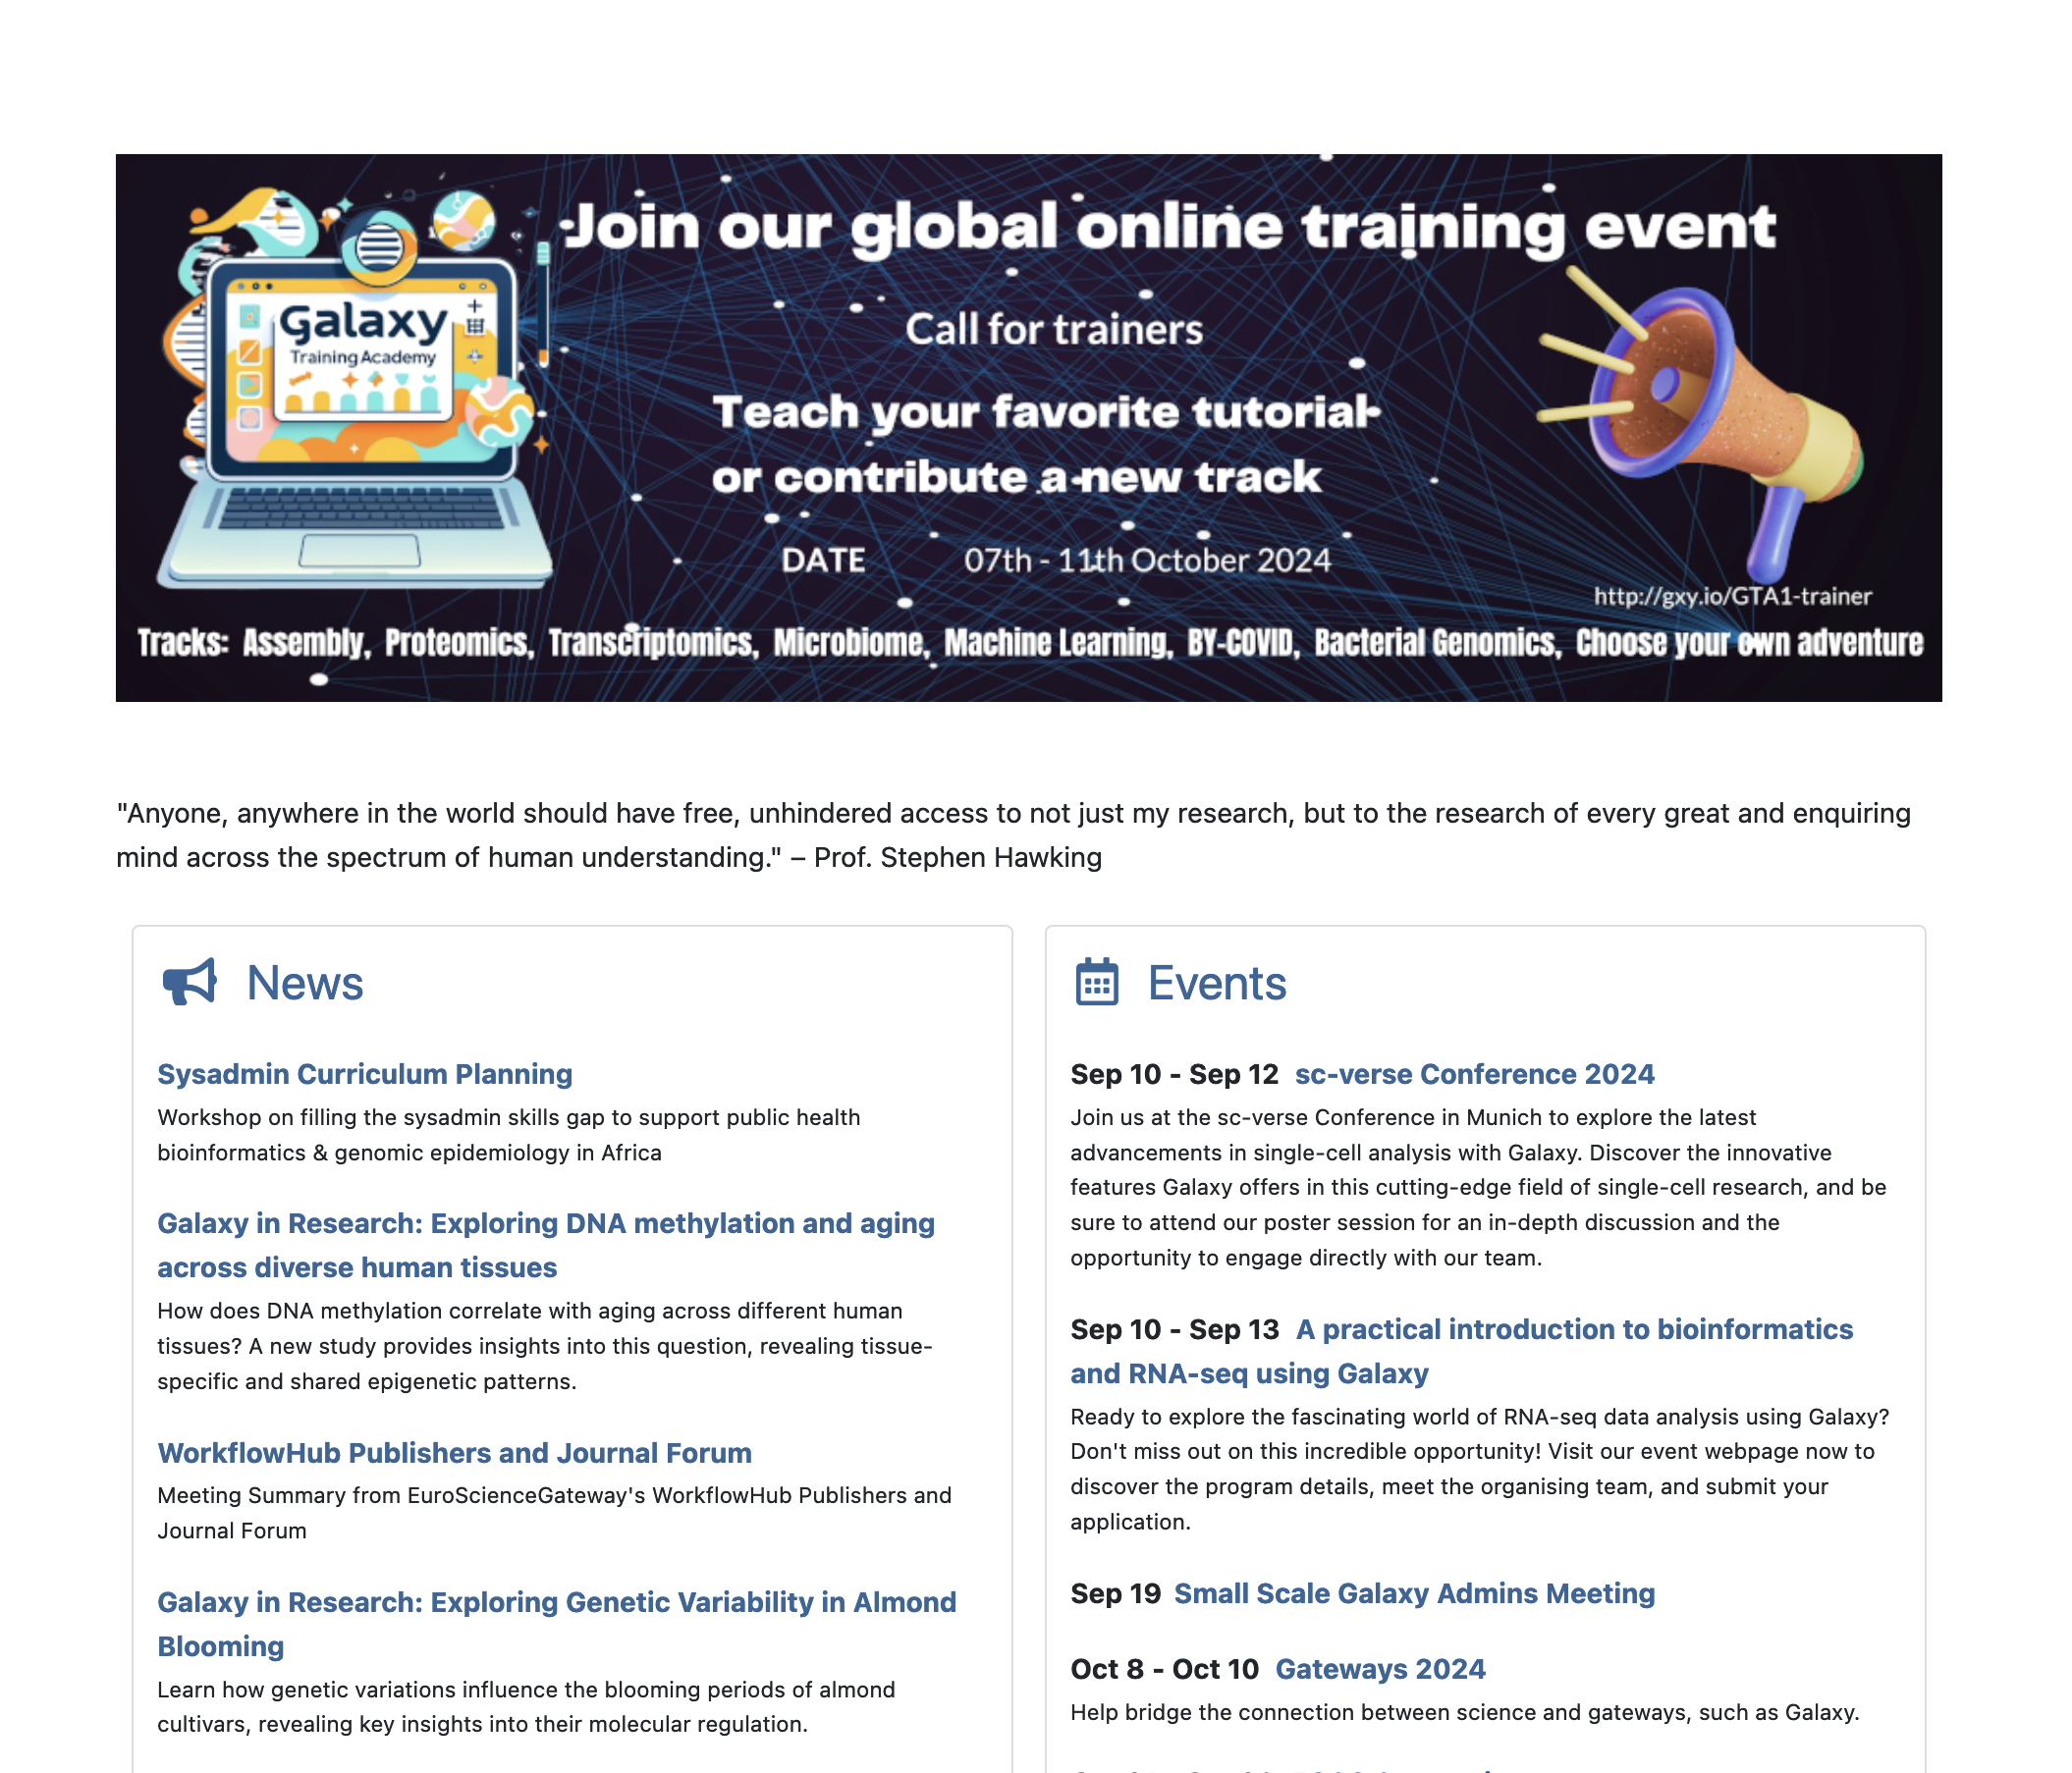 Join our global online training event
Galaxy
Training Academy
Call for trainers
Teach your favorite tutorial
or contribute a new track
DATE 07th - 11th October 2024
http://gxy.io/GTA1-trainer
Tracks: Assembly, Proteomics, Transcriptomics, Microbiome, Machine Learning, BY-COVID, Bacterial Genomics, Choose your own adventure
"Anyone, anywhere in the world should have free, unhindered access to not just my research, but to the research of every great and enquiring
mind across the spectrum of human understanding." – Prof. Stephen Hawking
News
Sysadmin Curriculum Planning
Workshop on filling the sysadmin skills gap to support public health
bioinformatics & genomic epidemiology in Africa
Galaxy in Research: Exploring DNA methylation and aging
across diverse human tissues
How does DNA methylation correlate with aging across different human
tissues? A new study provides insights into this question, revealing tissue-
specific and shared epigenetic patterns.
WorkflowHub Publishers and Journal Forum
Meeting Summary from EuroScienceGateway's WorkflowHub Publishers and
Journal Forum
Galaxy in Research: Exploring Genetic Variability in Almond
Blooming
Learn how genetic variations influence the blooming periods of almond
cultivars, revealing key insights into their molecular regulation.
Events
Sep 10 - Sep 12 sc-verse Conference 2024
Join us at the sc-verse Conference in Munich to explore the latest
advancements in single-cell analysis with Galaxy. Discover the innovative
features Galaxy offers in this cutting-edge field of single-cell research, and be
sure to attend our poster session for an in-depth discussion and the
opportunity to engage directly with our team.
Sep 10 - Sep 13 A practical introduction to bioinformatics
and RNA-seq using Galaxy
Ready to explore the fascinating world of RNA-seq data analysis using Galaxy?
Don't miss out on this incredible opportunity! Visit our event webpage now to
discover the program details, meet the organising team, and submit your
application.
Sep 19 Small Scale Galaxy Admins Meeting
Oct 8 - Oct 10 Gateways 2024
Help bridge the connection between science and gateways, such as Galaxy.